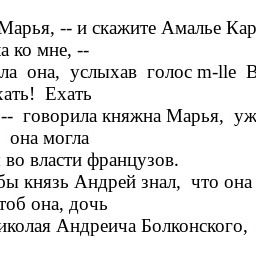 Марья, -- и скажите Амалье Кар
а ко мне, --
ла она, услыхав голос m-lle В
хать! Ехать
-- говорила княжна Марья, уж
она могла
во власти французов.
бы князь Андрей знал, что она
тоб она, дочь
иколая Андреича Болконского,